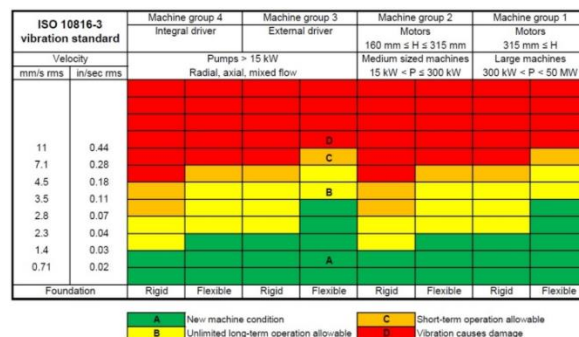 ISO 10816-3
vibration standard
Machine group 4
Machine group 3
Machine group 2
Machine group 1
Integral driver
External driver
Motors
160 mm ≤ H ≤ 315 mm
Motors
315 mm ≤ H
Velocity
mm/s rms
in/sec rms
Pumps > 15 kW
Radial, axial, mixed flow
Medium sized machines
15 kW < P ≤ 300 kW
Large machines
300 kW < P < 50 MW
D
11 0.44
C
7.1 0.28
4.5 0.18
B
3.5 0.11
2.8 0.07
2.3 0.04
1.4 0.03
A
0.71 0.02
Foundation Rigid Flexible Rigid Flexible Rigid Flexible Rigid Flexible
A New machine condition
C Short-term operation allowable
B Unlimited long-term operation allowable
D Vibration causes damage